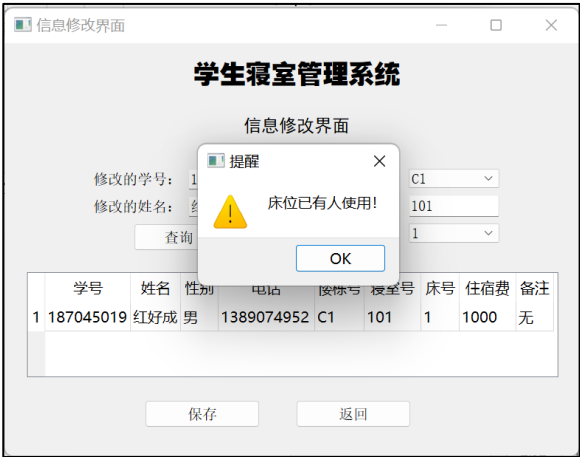 信息修改界面
学生寝室管理系统
信息修改界面
提醒
床位已有人使用!
OK
修改的学号: 1
C1
修改的姓名:
101
查询
1
学号 姓名 性别 电话 楼栋号 寝室号 床号 住宿费 备注
1 187045019 红好成 男 1389074952 C1 101 1 1000 无
保存 返回